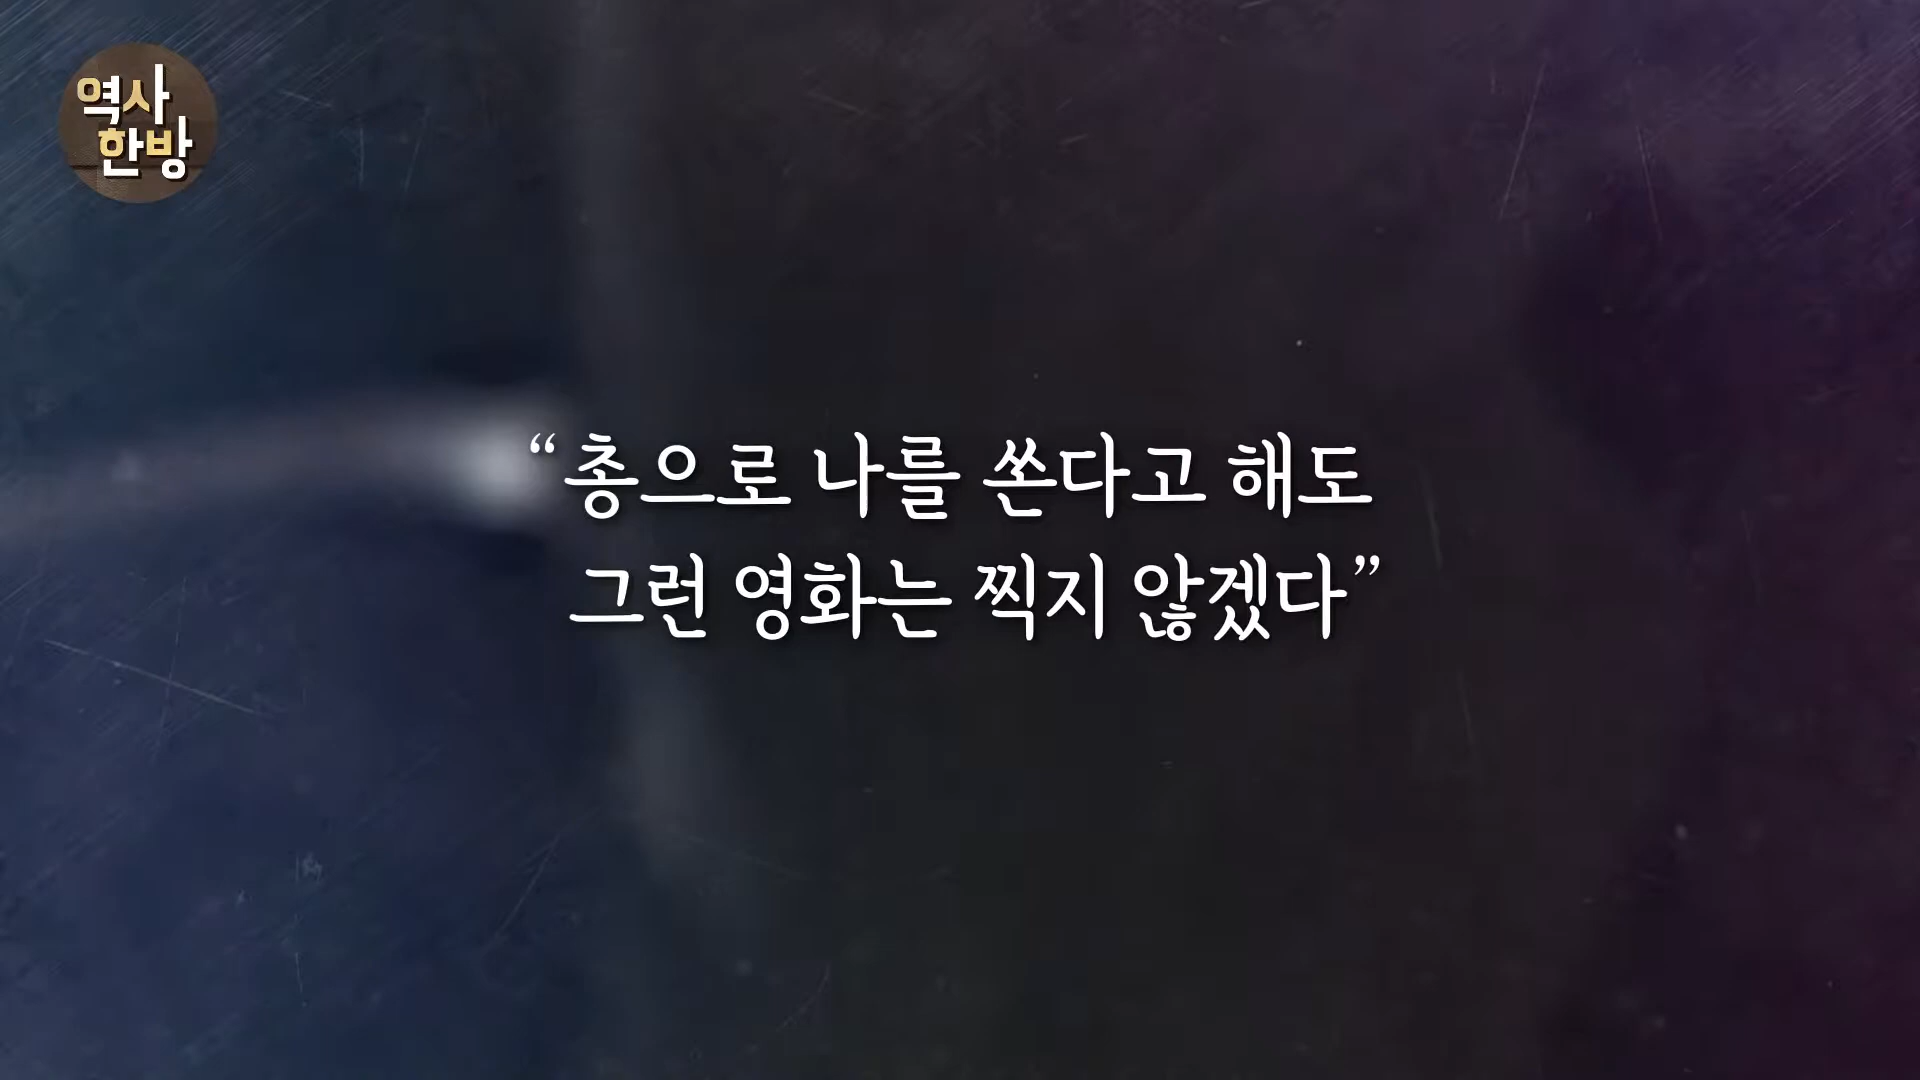 역사
한방
“총으로 나를 쏜다고 해도
그런 영화는 찍지 않겠다”